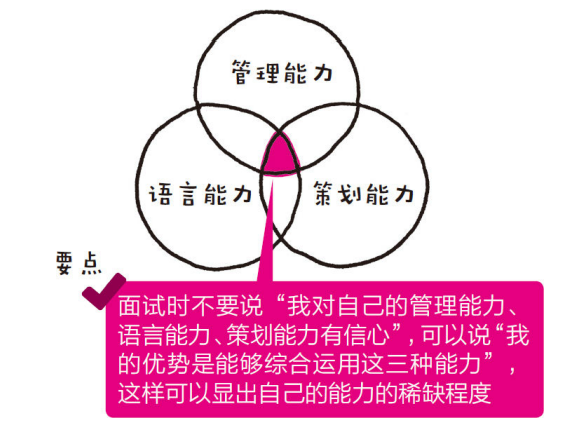 管理能力
语言能力
策划能力
要点
面试时不要说“我对自己的管理能力、
语言能力、策划能力有信心”，可以说“我
的优势是能够综合运用这三种能力”，
这样可以显出自己的能力的稀缺程度